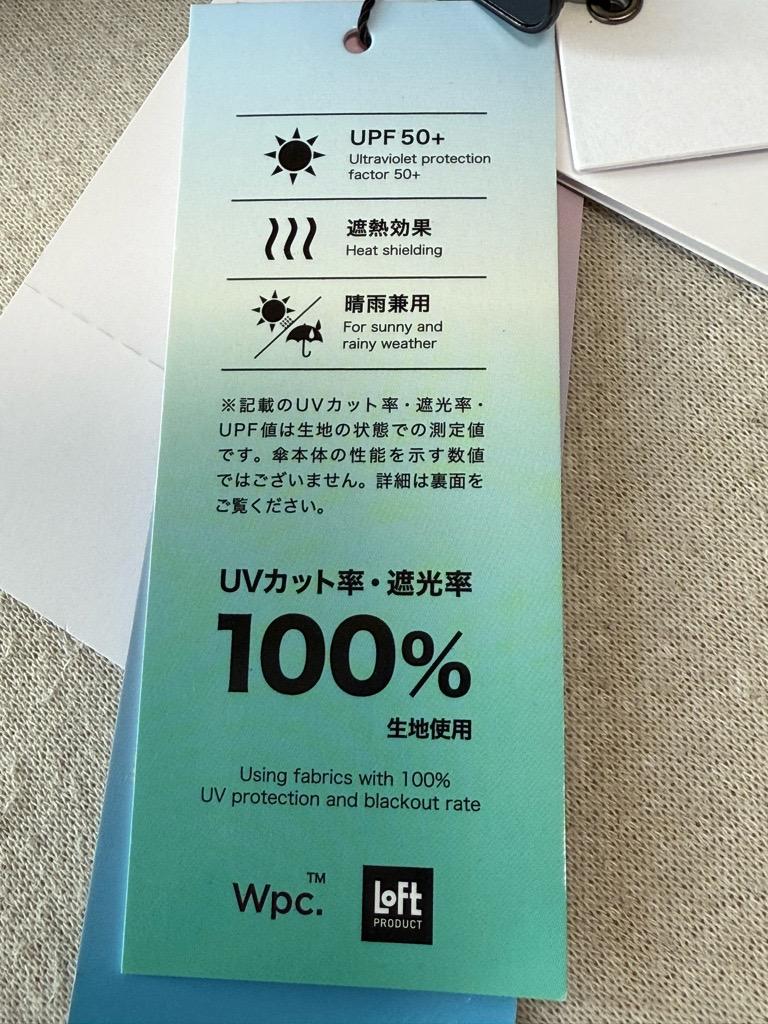 UPF 50+
Ultraviolet protection
factor 50+
遮熱効果
Heat shielding
晴雨兼用
For sunny and
rainy weather
※記載のUVカット率・遮光率・
UPF値は生地の状態での測定値
です。傘本体の性能を示す数値
ではございません。詳細は裏面を
ご覧ください。
UVカット率・遮光率
100%
生地使用
Using fabrics with 100%
UV protection and blackout rate
Wpc.™
LoFt
PRODUCT